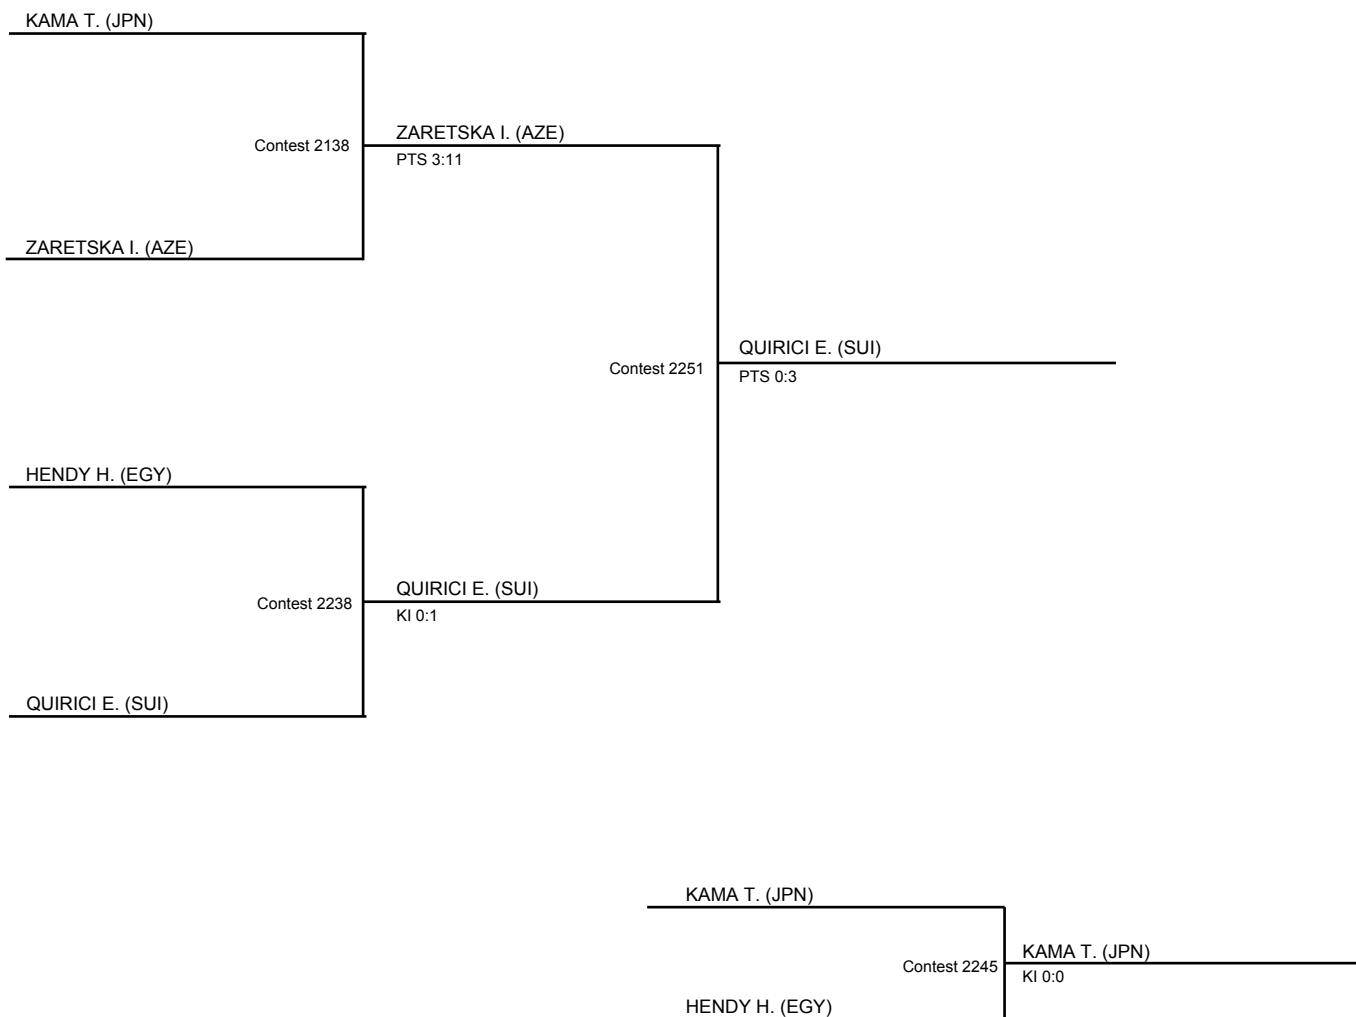 KAMA T. (JPN)
ZARETSKA I. (AZE)
Contest 2138
PTS 3:11
ZARETSKA I. (AZE)
QUIRICI E. (SUI)
Contest 2251
PTS 0:3
HENDY H. (EGY)
QUIRICI E. (SUI)
Contest 2238
KI 0:1
QUIRICI E. (SUI)
KAMA T. (JPN)
KAMA T. (JPN)
Contest 2245
KI 0:0
HENDY H. (EGY)